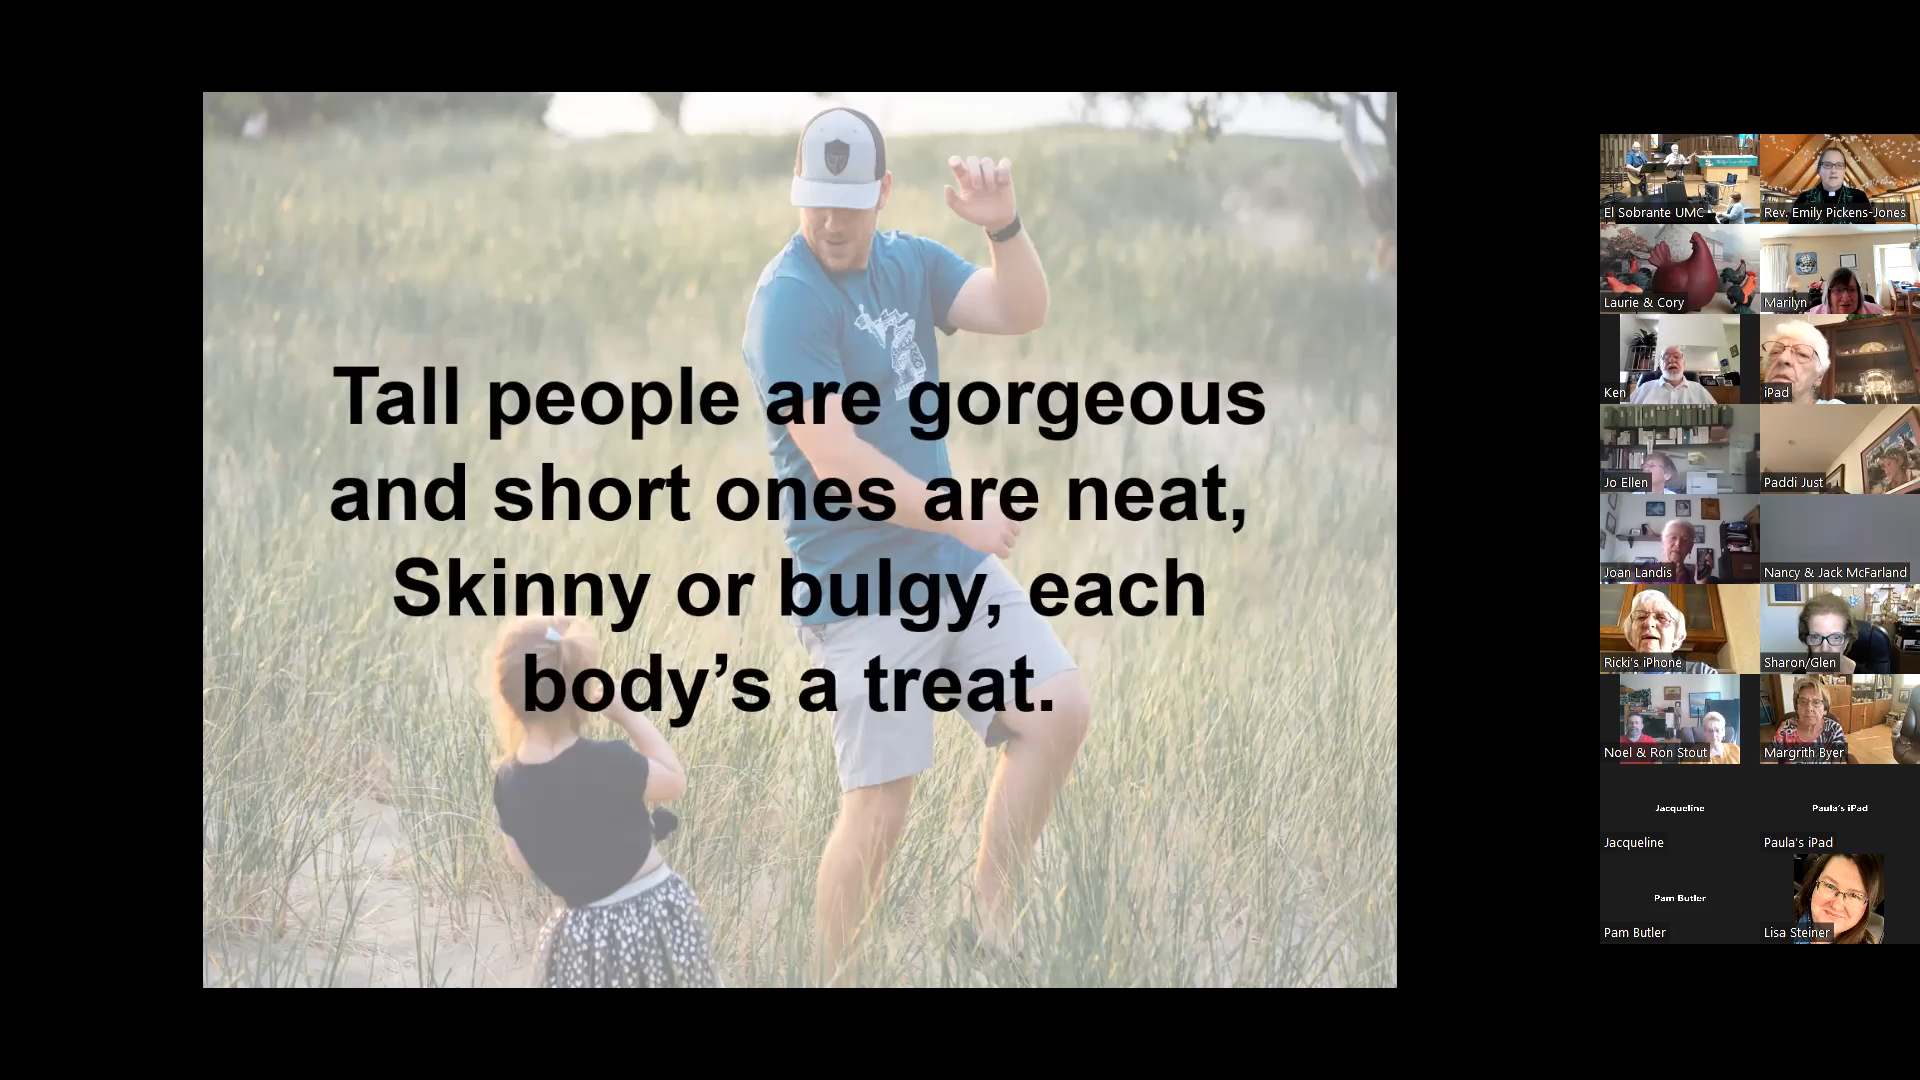 Tall people are gorgeous
and short ones are neat,
Skinny or bulgy, each
body’s a treat.
El Sobrante UMC
Rev. Emily Pickens-Jones
Laurie & Cory
Marilyn
Ken
iPad
Jo Ellen
Paddi Just
Joan Landis
Nancy & Jack McFarland
Ricki's iPhone
Sharon/Glen
Noel & Ron Stout
Margrith Byer
Jacqueline
Paula's iPad
Jacqueline
Paula's iPad
Pam Butler
Pam Butler
Lisa Steiner